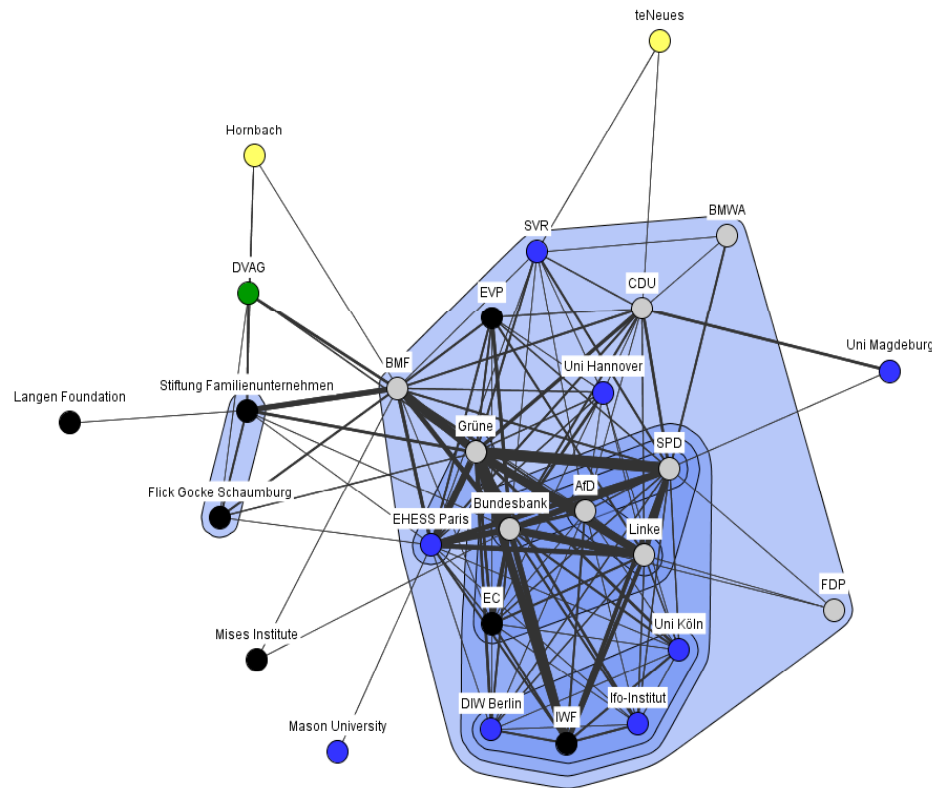 teNeues
Hornbach
BMWA
SVR
DVAG
CDU
EVP
Uni Magdeburg
BMF
Uni Hannover
Stiftung Familienunternehmen
Langen Foundation
Grüne
SPD
Flick Gocke Schaumburg
AfD
Bundesbank
EHESS Paris
Linke
FDP
EC
Uni Köln
Mises Institute
Ifo-Institut
DIW Berlin
IWF
Mason University